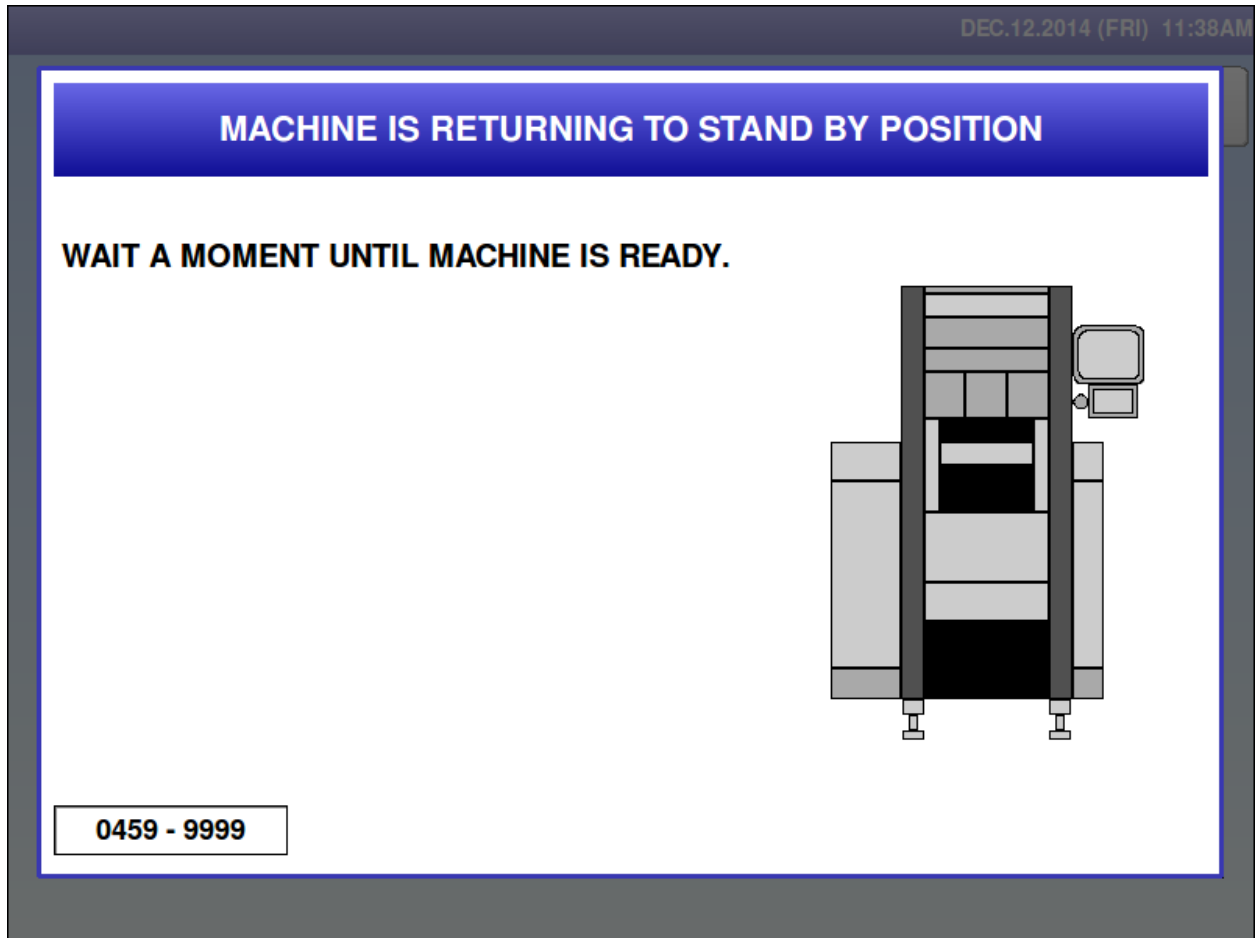 DEC.12.2014 (FRI) 11:38AM
MACHINE IS RETURNING TO STAND BY POSITION
WAIT A MOMENT UNTIL MACHINE IS READY.
0459 - 9999